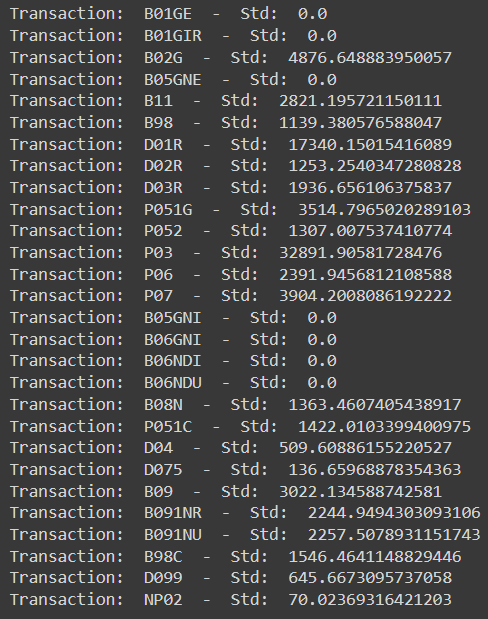 Transaction:  B01GE  -  Std:  0.0
Transaction:  B01GIR  -  Std:  0.0
Transaction:  B02G  -  Std:  4876.648883950057
Transaction:  B05GNE  -  Std:  0.0
Transaction:  B11  -  Std:  2821.195721150111
Transaction:  B98  -  Std:  1139.380576588047
Transaction:  D01R  -  Std:  17340.15015416089
Transaction:  D02R  -  Std:  1253.2540347280828
Transaction:  D03R  -  Std:  1936.656106375837
Transaction:  P051G  -  Std:  3514.7965020289103
Transaction:  P052  -  Std:  1307.007537410774
Transaction:  P03  -  Std:  32891.90581728476
Transaction:  P06  -  Std:  2391.9456812108588
Transaction:  P07  -  Std:  3904.2008086192222
Transaction:  B05GNI  -  Std:  0.0
Transaction:  B06GNI  -  Std:  0.0
Transaction:  B06NDI  -  Std:  0.0
Transaction:  B06NDU  -  Std:  0.0
Transaction:  B08N  -  Std:  1363.4607405438917
Transaction:  P051C  -  Std:  1422.0103399400975
Transaction:  D04  -  Std:  509.60886155220527
Transaction:  D075  -  Std:  136.65968878354363
Transaction:  B09  -  Std:  3022.134588742581
Transaction:  B091NR  -  Std:  2244.9494303093106
Transaction:  B091NU  -  Std:  2257.5078931151743
Transaction:  B98C  -  Std:  1546.4641148829446
Transaction:  D099  -  Std:  645.6673095737058
Transaction:  NP02  -  Std:  70.02369316421203